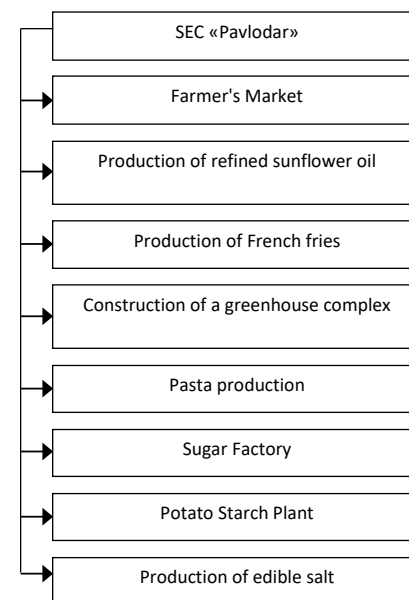 SEC «Pavlodar»
Farmer's Market
Production of refined sunflower oil
Production of French fries
Construction of a greenhouse complex
Pasta production
Sugar Factory
Potato Starch Plant
Production of edible salt